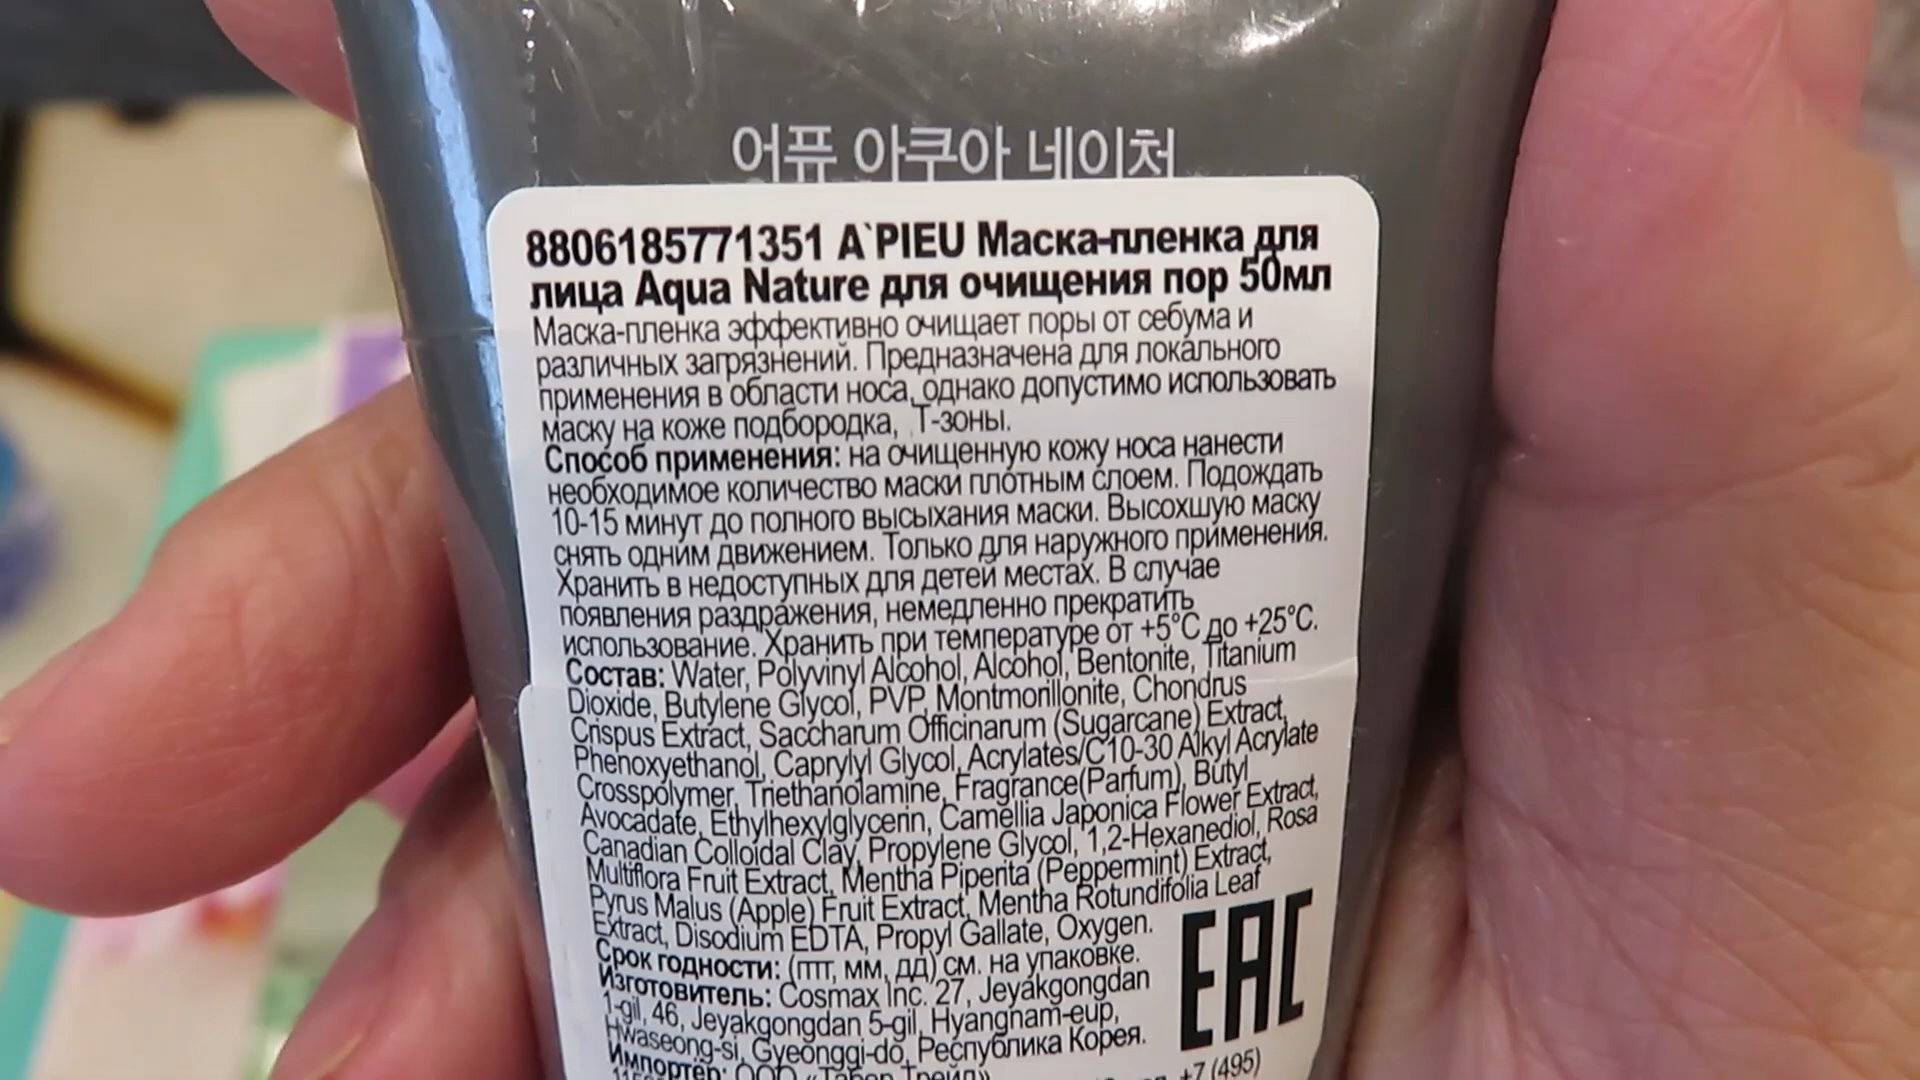 어퓨 아쿠아 네이처
8806185771351 A`PIEU Маска-пленка для
лица Aqua Nature для очищения пор 50мл
Маска-пленка эффективно очищает поры от себума и
различных загрязнений. Предназначена для локального
применения в области носа, однако допустимо использовать
маску на коже подбородка, Т-зоны.
Способ применения: на очищенную кожу носа нанести
необходимое количество маски плотным слоем. Подождать
10-15 минут до полного высыхания маски. Высохшую маску
снять одним движением. Только для наружного применения.
Хранить в недоступных для детей местах. В случае
появления раздражения, немедленно прекратить
использование. Хранить при температуре от +5°C до +25°C.
Состав: Water, Polyvinyl Alcohol, Alcohol, Bentonite, Titanium
Dioxide, Butylene Glycol, PVP, Montmorillonite, Chondrus
Crispus Extract, Saccharum Officinarum (Sugarcane) Extract,
Phenoxyethanol, Caprylyl Glycol, Acrylates/C10-30 Alkyl Acrylate
Crosspolymer, Triethanolamine, Fragrance(Parfum), Butyl
Avocadate, Ethylhexylglycerin, Camellia Japonica Flower Extract,
Canadian Colloidal Clay, Propylene Glycol, 1,2-Hexanediol, Rosa
Multiflora Fruit Extract, Mentha Piperita (Peppermint) Extract,
Pyrus Malus (Apple) Fruit Extract, Mentha Rotundifolia Leaf
Extract, Disodium EDTA, Propyl Gallate, Oxygen.
Срок годности: (гггг, мм, дд) см. на упаковке.
Изготовитель: Cosmax Inc. 27, Jeyakgongdan
1-gil, 46, Jeyakgongdan 5-gil, Hyangnam-eup,
Hwaseong-si, Gyeonggi-do, Республика Корея.
EAC
Импортер: ООО «Табер Трейд»
+7 (495)